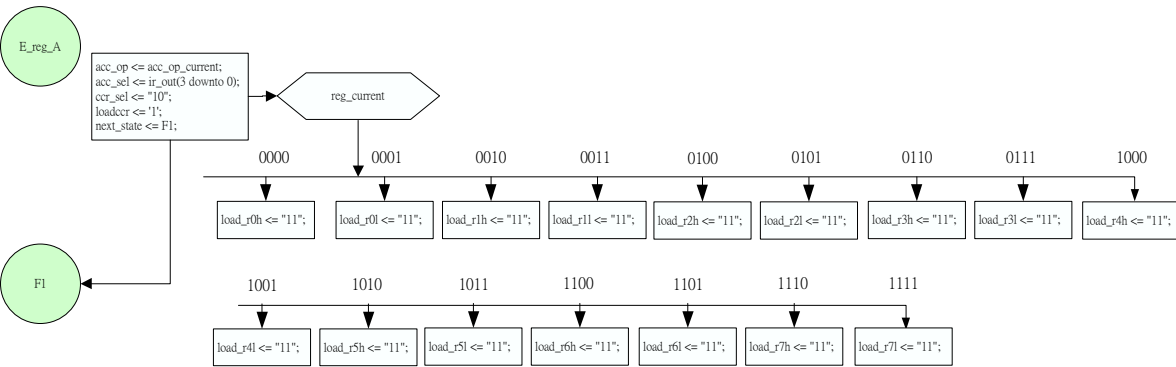 E_reg_A
acc_op <= acc_op_current;
acc_sel <= ir_out(3 downto 0);
ccr_sel <= "10";
loadccr <= '1';
next_state <= F1;
reg_current
0000 0001 0010 0011 0100 0101 0110 0111 1000
load_r0h <= "11"; load_r0l <= "11"; load_r1h <= "11"; load_r1l <= "11"; load_r2h <= "11"; load_r2l <= "11"; load_r3h <= "11"; load_r3l <= "11"; load_r4h <= "11";
F1
1001 1010 1011 1100 1101 1110 1111
load_r4l <= "11"; load_r5h <= "11"; load_r5l <= "11"; load_r6h <= "11"; load_r6l <= "11"; load_r7h <= "11"; load_r7l <= "11";